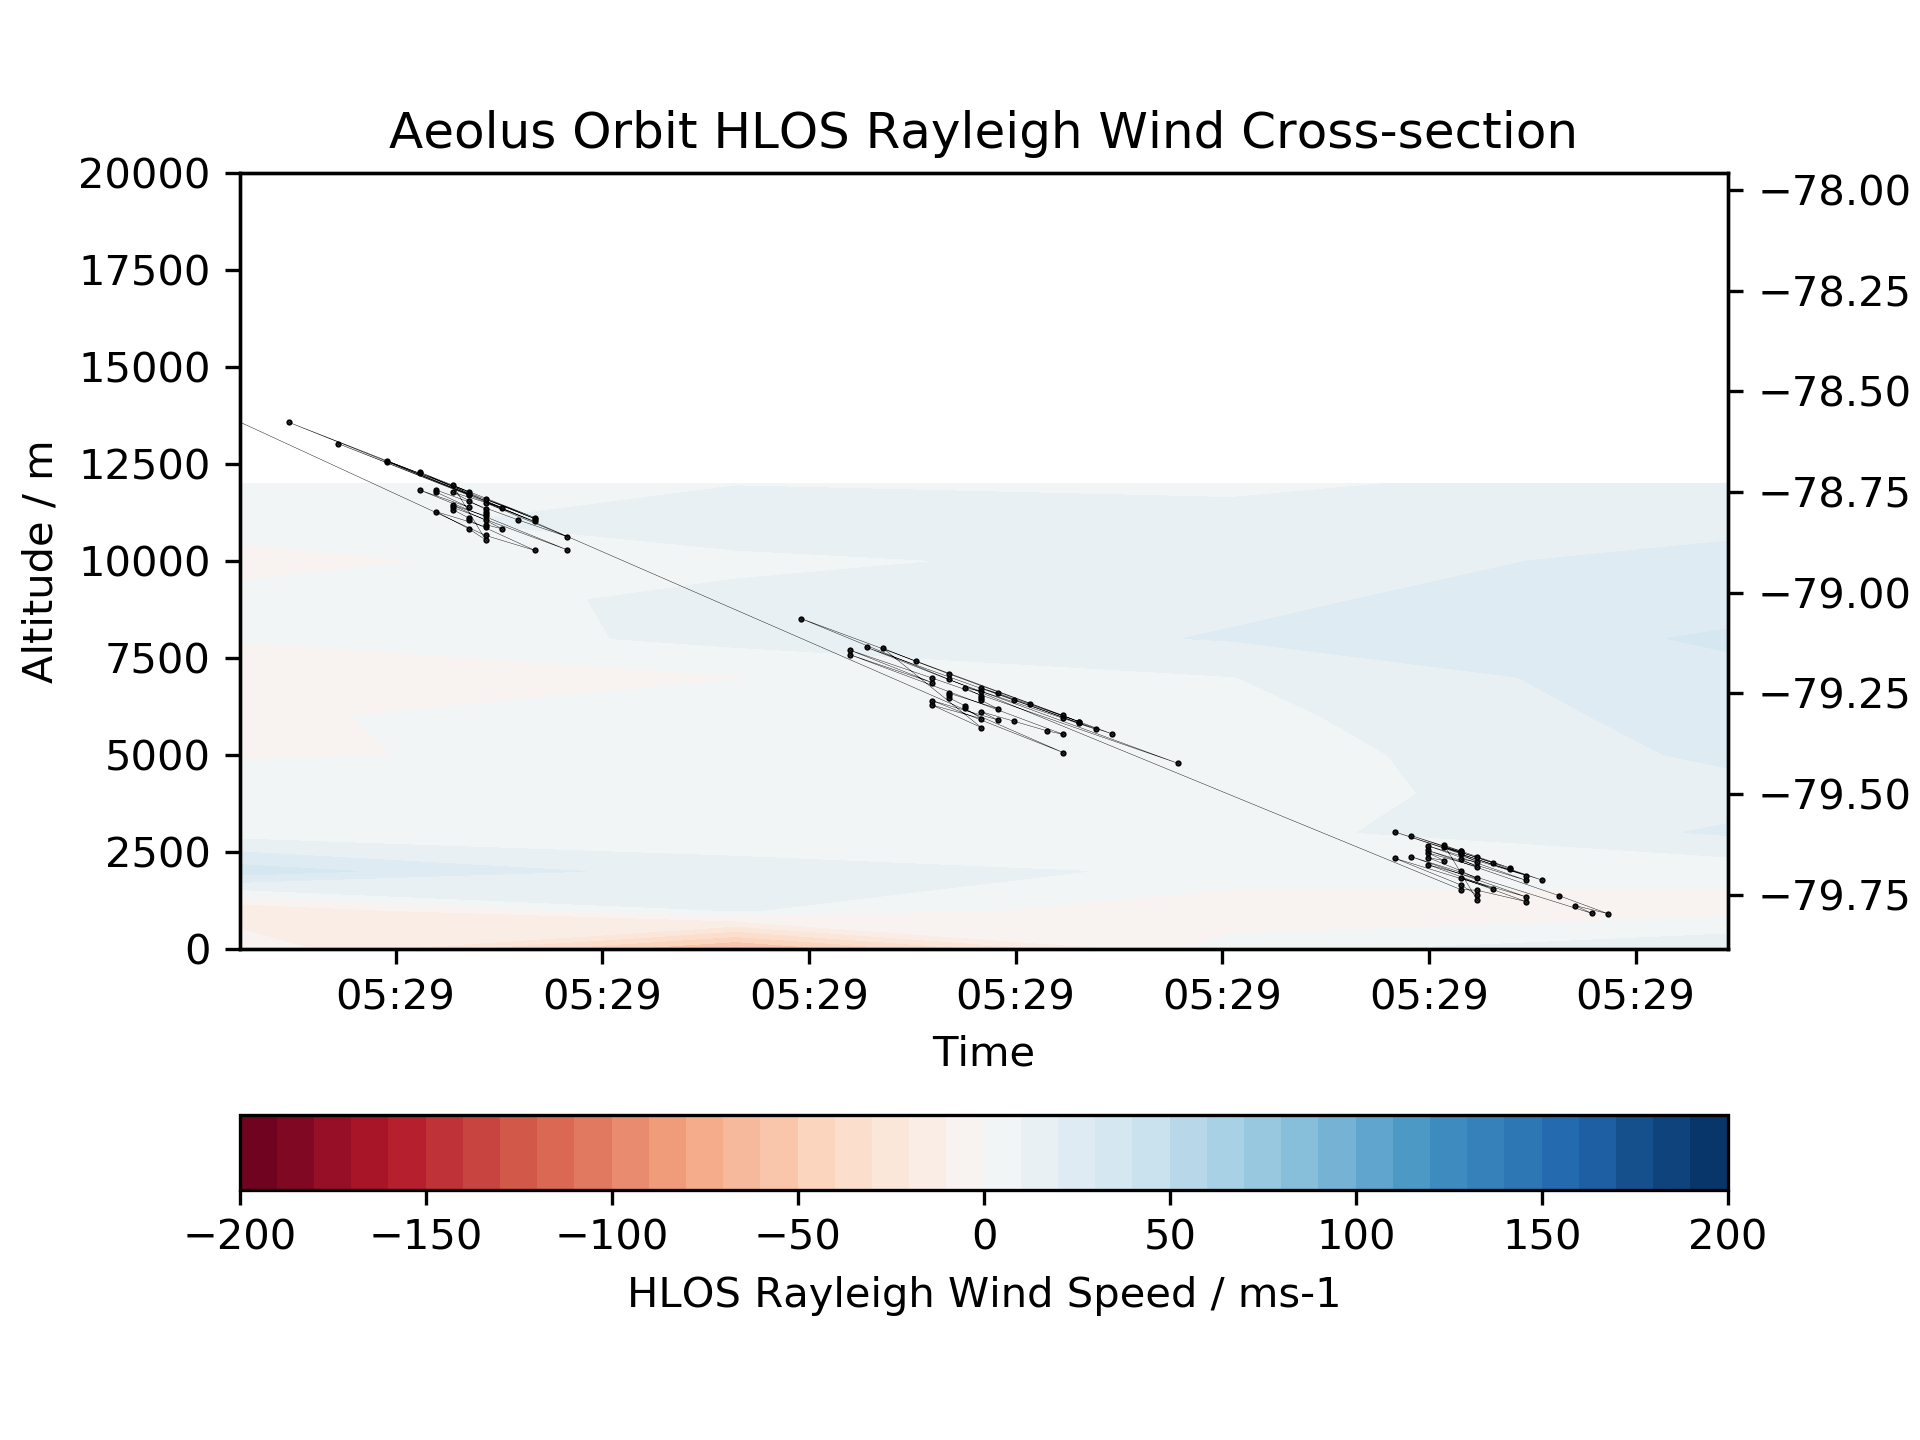 Aeolus Orbit HLOS Rayleigh Wind Cross-section
20000
17500
15000
12500
10000
7500
5000
2500
0
Altitude / m
−78.00
−78.25
−78.50
−78.75
−79.00
−79.25
−79.50
−79.75
05:29 05:29 05:29 05:29 05:29 05:29 05:29
Time
−200 −150 −100 −50 0 50 100 150 200
HLOS Rayleigh Wind Speed / ms-1